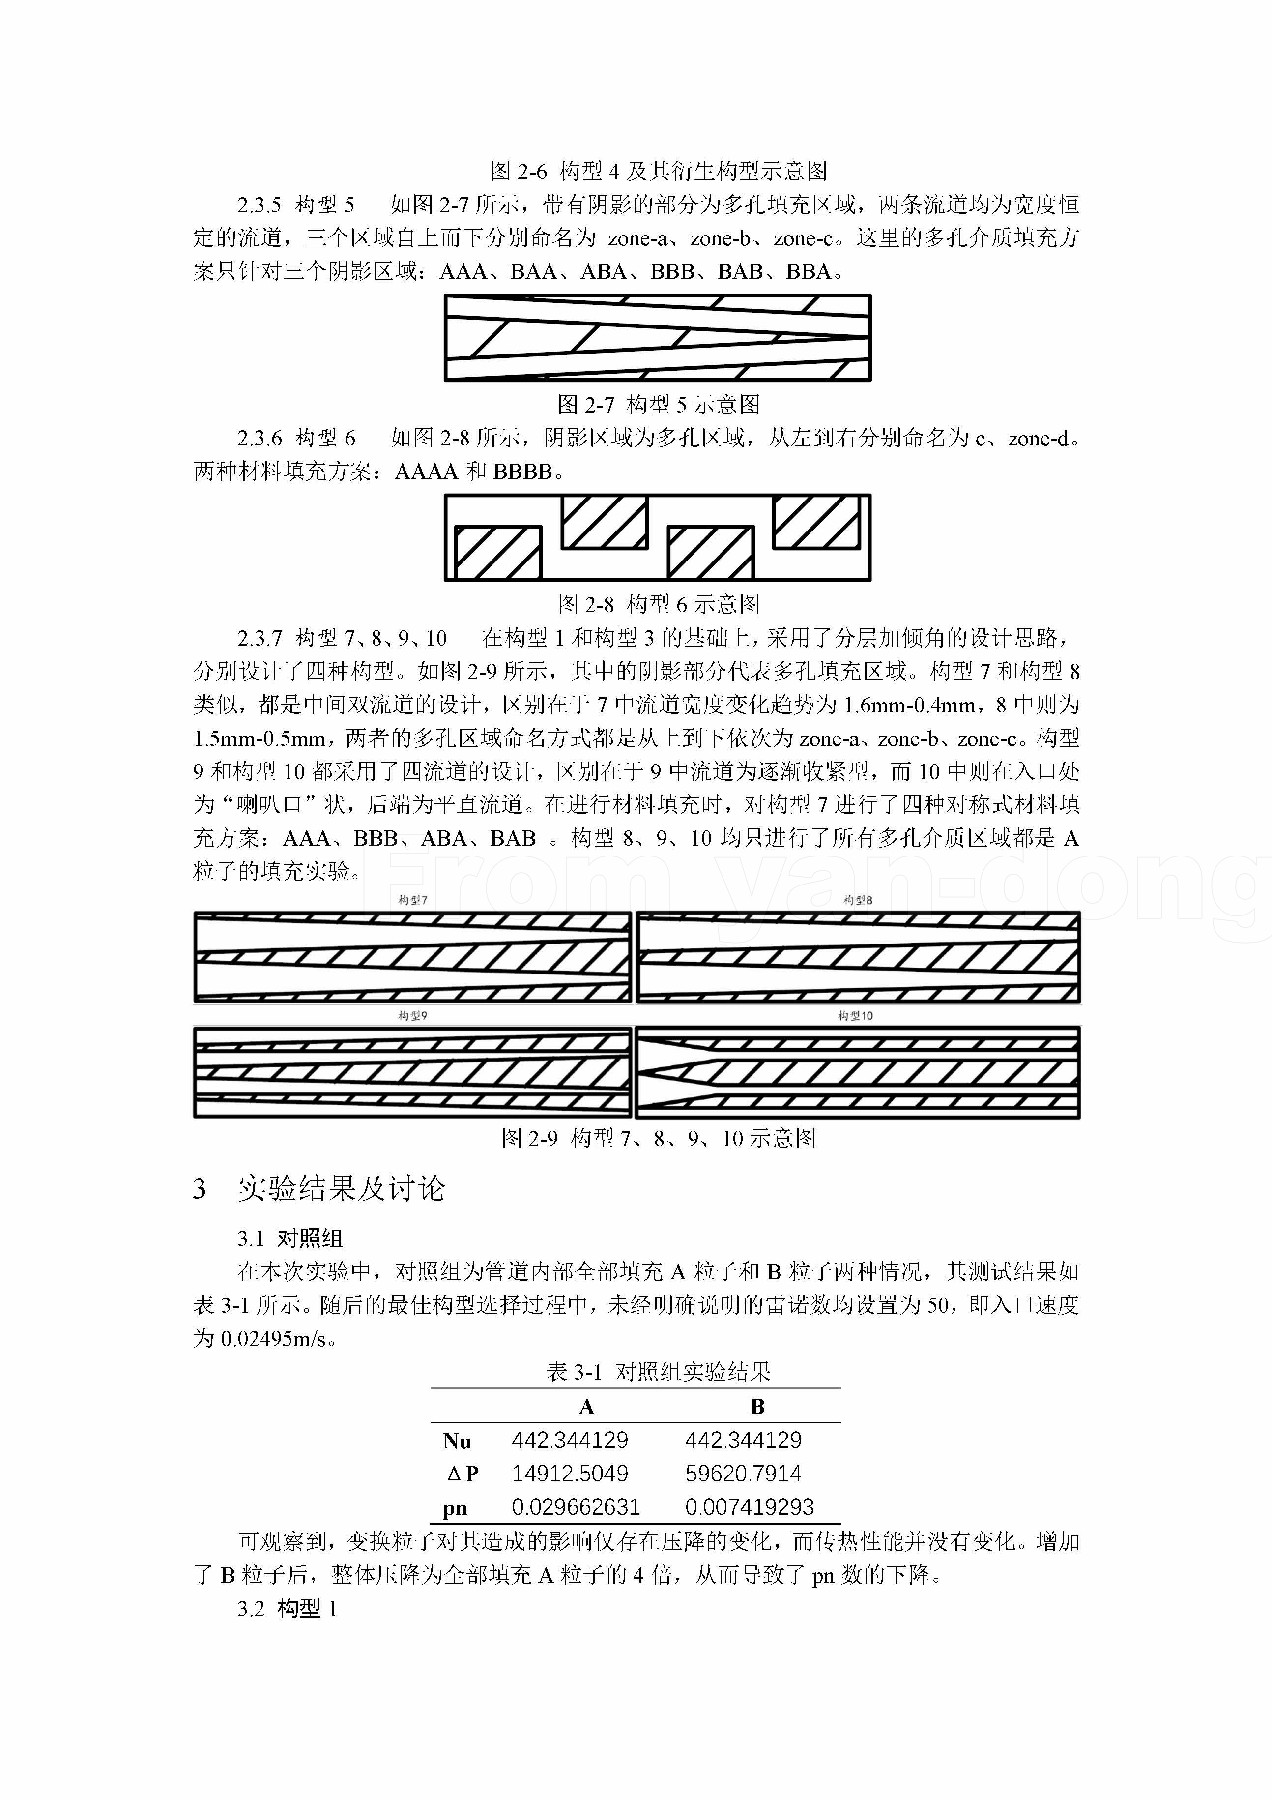 图 2-6 构型 4 及其衍生构型示意图
2.3.5 构型 5 如图 2-7 所示，带有阴影的部分为多孔填充区域，两条流道均为宽度恒
定的流道，三个区域自上而下分别命名为 zone-a、zone-b、zone-c。这里的多孔介质填充方
案只针对三个阴影区域：AAA、BAA、ABA、BBB、BAB、BBA。
图 2-7 构型 5 示意图
2.3.6 构型 6 如图 2-8 所示，阴影区域为多孔区域，从左到右分别命名为 c、zone-d。
两种材料填充方案：AAAA 和 BBBB。
图 2-8 构型 6 示意图
2.3.7 构型 7、8、9、10 在构型 1 和构型 3 的基础上，采用了分层加倾角的设计思路，
分别设计了四种构型。如图 2-9 所示，其中的阴影部分代表多孔填充区域。构型 7 和构型 8
类似，都是中间双流道的设计，区别在于 7 中流道宽度变化趋势为 1.6mm-0.4mm，8 中则为
1.5mm-0.5mm，两者的多孔区域命名方式都是从上到下依次为 zone-a、zone-b、zone-c。构型
9 和构型 10 都采用了四流道的设计，区别在于 9 中流道为逐渐收紧型，而 10 中则在入口处
为“喇叭口”状，后端为平直流道。在进行材料填充时，对构型 7 进行了四种对称式材料填
充方案：AAA、BBB、ABA、BAB 。构型 8、9、10 均只进行了所有多孔介质区域都是 A
粒子的填充实验。
From yan-dong
构型7 构型8
构型9 构型10
图 2-9 构型 7、8、9、10 示意图
3 实验结果及讨论
3.1 对照组
在本次实验中，对照组为管道内部全部填充 A 粒子和 B 粒子两种情况，其测试结果如
表 3-1 所示。随后的最佳构型选择过程中，未经明确说明的雷诺数均设置为 50，即入口速度
为 0.02495m/s。
表 3-1 对照组实验结果
A B
Nu 442.344129 442.344129
ΔP 14912.5049 59620.7914
pn 0.029662631 0.007419293
可观察到，变换粒子对其造成的影响仅存在压降的变化，而传热性能并没有变化。增加
了 B 粒子后，整体压降为全部填充 A 粒子的 4 倍，从而导致了 pn 数的下降。
3.2 构型 1